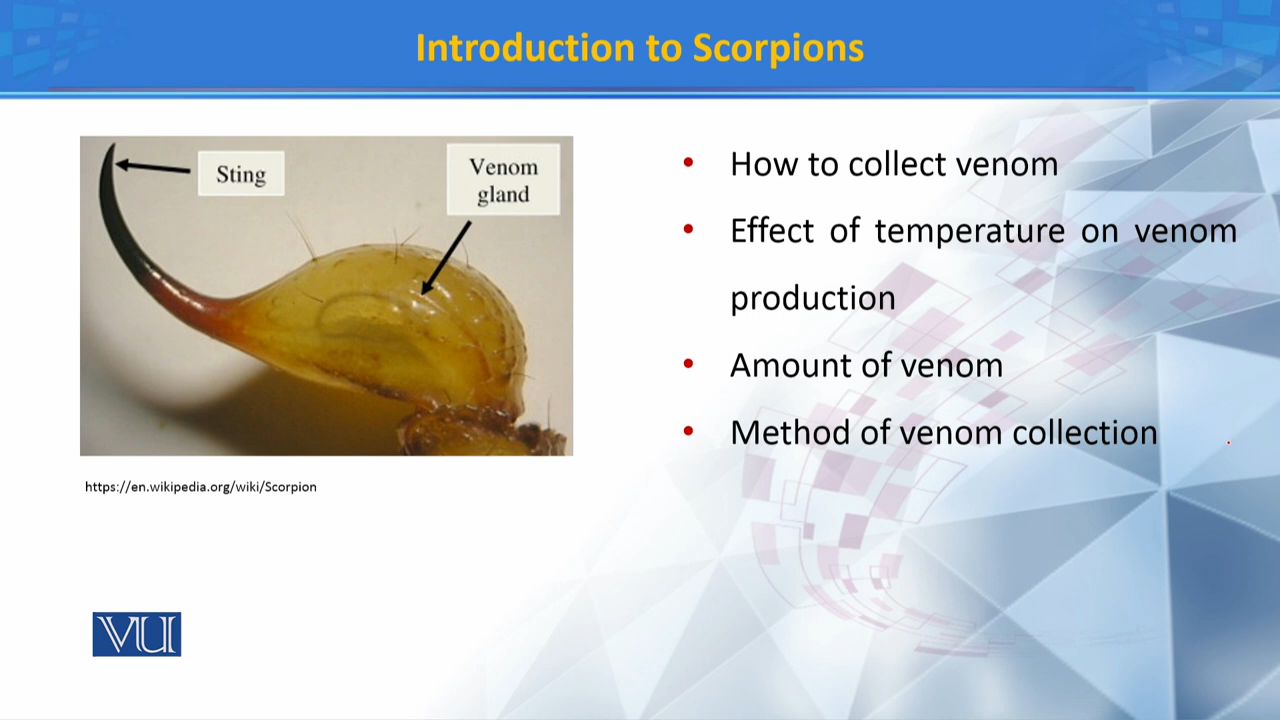 Introduction to Scorpions
Sting
Venom
gland
https://en.wikipedia.org/wiki/Scorpion
• How to collect venom
• Effect of temperature on venom
production
• Amount of venom
• Method of venom collection
VU